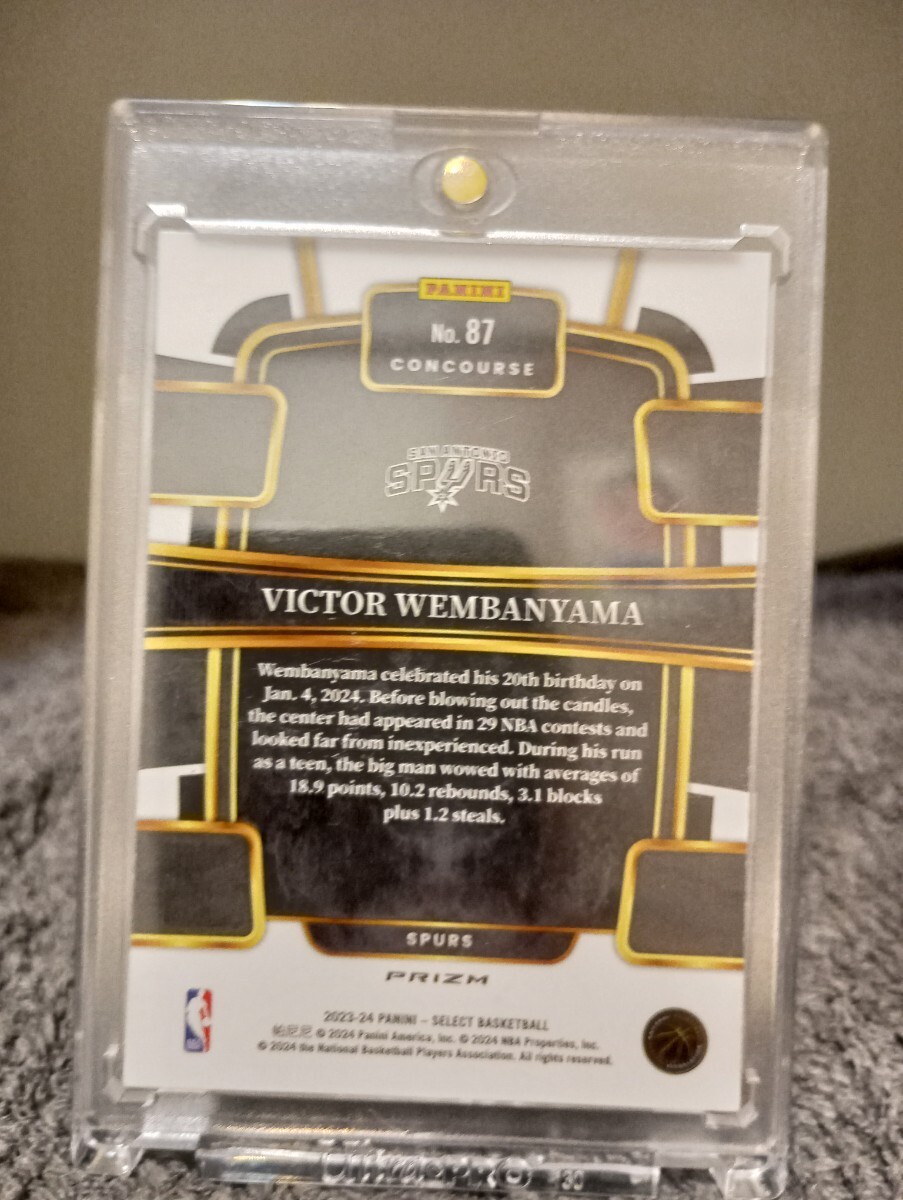 PANINI
No. 87
CONCOURSE
SAN ANTONIO
SPURS
VICTOR WEMBANYAMA
Wembanyama celebrated his 20th birthday on
Jan. 4, 2024. Before blowing out the candles,
the center had appeared in 29 NBA contests and
looked far from inexperienced. During his run
as a teen, the big man wowed with averages of
18.9 points, 10.2 rebounds, 3.1 blocks
plus 1.2 steals.
SPURS
PRIZM
2023-24 PANINI – SELECT BASKETBALL
© 2024 Panini America, Inc. © 2024 NBA Properties, Inc.
© 2024 the National Basketball Players Association. All rights reserved.